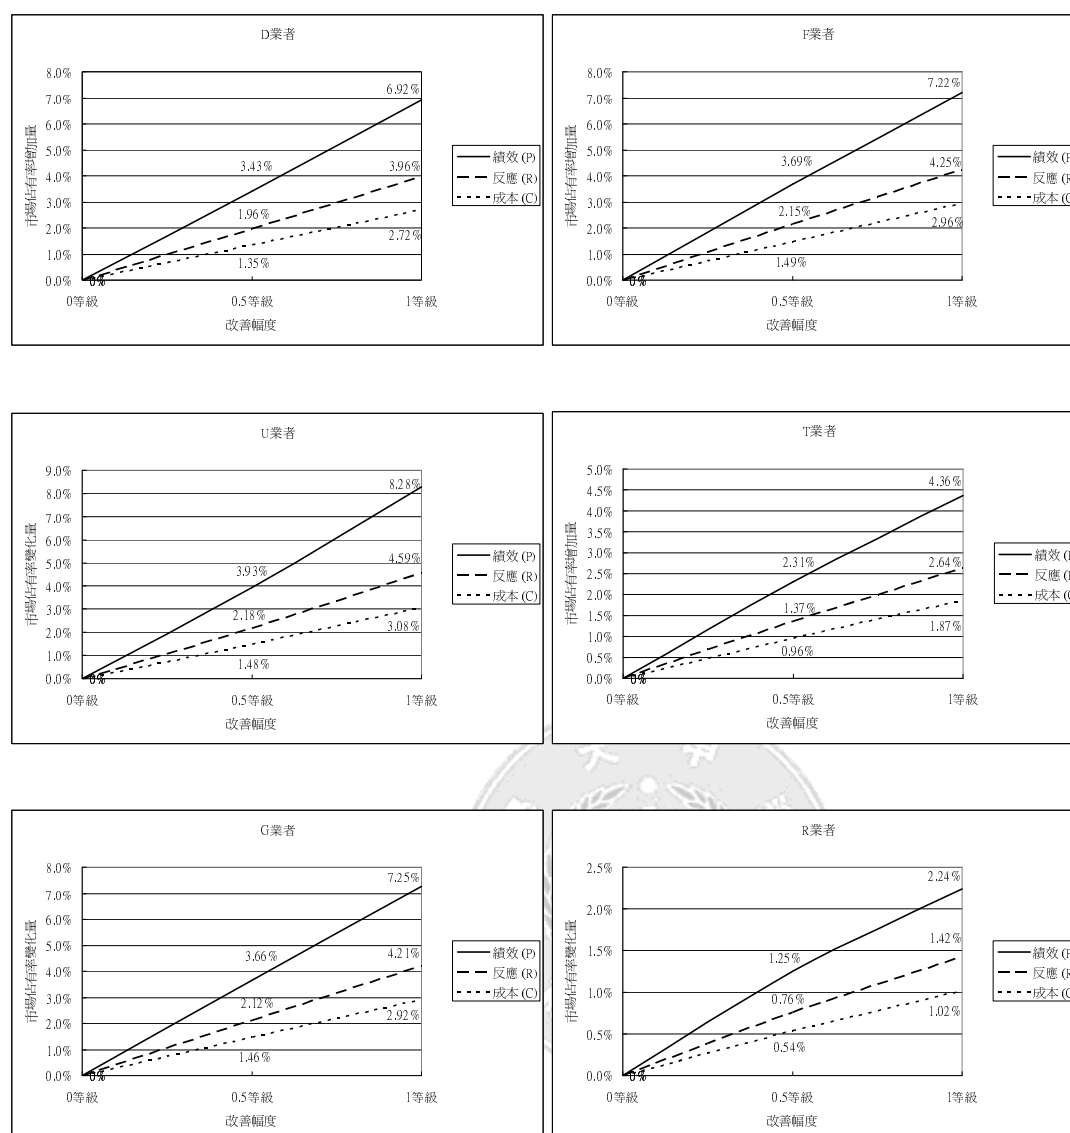 D業者
8.0%
7.0%
6.0%
5.0%
4.0%
3.0%
2.0%
1.0%
0.0%
市場佔有率增加量
6.92%
3.43%
3.96%
1.96%
2.72%
1.35%
0%
0等級
0.5等級
1等級
改善幅度
績效 (P)
反應 (R)
成本 (C)
F業者
8.0%
7.0%
6.0%
5.0%
4.0%
3.0%
2.0%
1.0%
0.0%
市場佔有率增加量
7.22%
3.69%
4.25%
2.15%
2.96%
1.49%
0%
0等級
0.5等級
1等級
改善幅度
績效 (P
反應 (R
成本 (C
U業者
9.0%
8.0%
7.0%
6.0%
5.0%
4.0%
3.0%
2.0%
1.0%
0.0%
市場佔有率變化量
8.28%
3.93%
4.59%
2.18%
3.08%
1.48%
0%
0等級
0.5等級
1等級
改善幅度
績效 (P)
反應 (R)
成本 (C)
T業者
5.0%
4.5%
4.0%
3.5%
3.0%
2.5%
2.0%
1.5%
1.0%
0.5%
0.0%
市場佔有率增加量
4.36%
2.31%
2.64%
1.37%
1.87%
0.96%
0%
0等級
0.5等級
1等級
改善幅度
績效
反應
成本
G業者
8.0%
7.0%
6.0%
5.0%
4.0%
3.0%
2.0%
1.0%
0.0%
市場佔有率變化量
7.25%
3.66%
4.21%
2.12%
2.92%
1.46%
0%
0等級
0.5等級
1等級
改善幅度
績效 (P)
反應 (R)
成本 (C)
R業者
2.5%
2.0%
1.5%
1.0%
0.5%
0.0%
市場佔有率變化量
2.24%
1.25%
1.42%
0.76%
1.02%
0.54%
0%
0等級
0.5等級
1等級
改善幅度
績效 (P
反應 (R
成本 (C